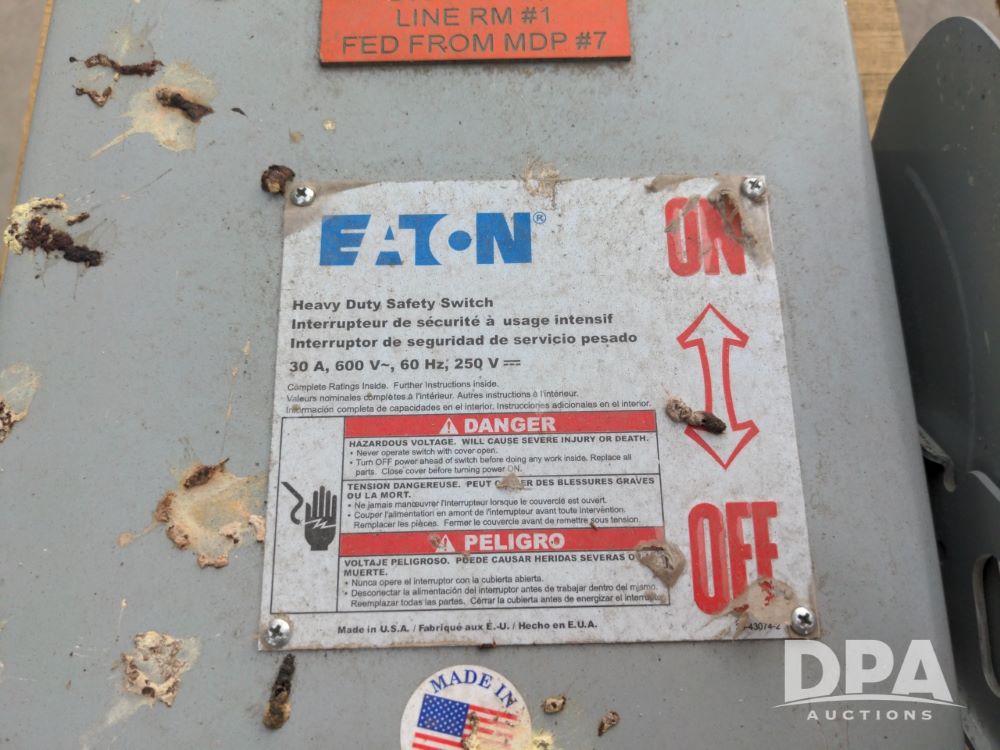 LINE RM #1
FED FROM MDP #7
EATON®
ON
Heavy Duty Safety Switch
Interrupteur de sécurité à usage intensif
Interruptor de seguridad de servicio pesado
30 A, 600 V~, 60 Hz, 250 V ⎓
Complete Ratings Inside. Further Instructions inside.
Valeurs nominales complètes à l'intérieur. Autres instructions à l'intérieur.
Información completa de capacidades en el interior. Instrucciones adicionales en el interior.
⚠ DANGER
HAZARDOUS VOLTAGE. WILL CAUSE SEVERE INJURY OR DEATH.
• Never operate switch with cover open.
• Turn OFF power ahead of switch before doing any work inside. Replace all
parts. Close cover before turning power ON.
TENSION DANGEREUSE. PEUT DES BLESSURES GRAVES
OU LA MORT.
• Ne jamais manœuvrer l'interrupteur lorsque le couvercle est ouvert.
• Couper l'alimentation en amont de l'interrupteur avant toute intervention.
Remplacer les pièces. Fermer le couvercle avant de remettre sous tension.
⚠ PELIGRO
VOLTAJE PELIGROSO. PUEDE CAUSAR HERIDAS SEVERAS O
MUERTE.
• Nunca opere el interruptor con la cubierta abierta.
• Desconectar la alimentación del interruptor antes de trabajar dentro del mismo.
Reemplazar todas las partes. Cerrar la cubierta antes de energizar el interruptor
OFF
Made in U.S.A. / Fabriqué aux É.-U. / Hecho en E.U.A.
-43074-2
MADE IN
DPA
AUCTIONS